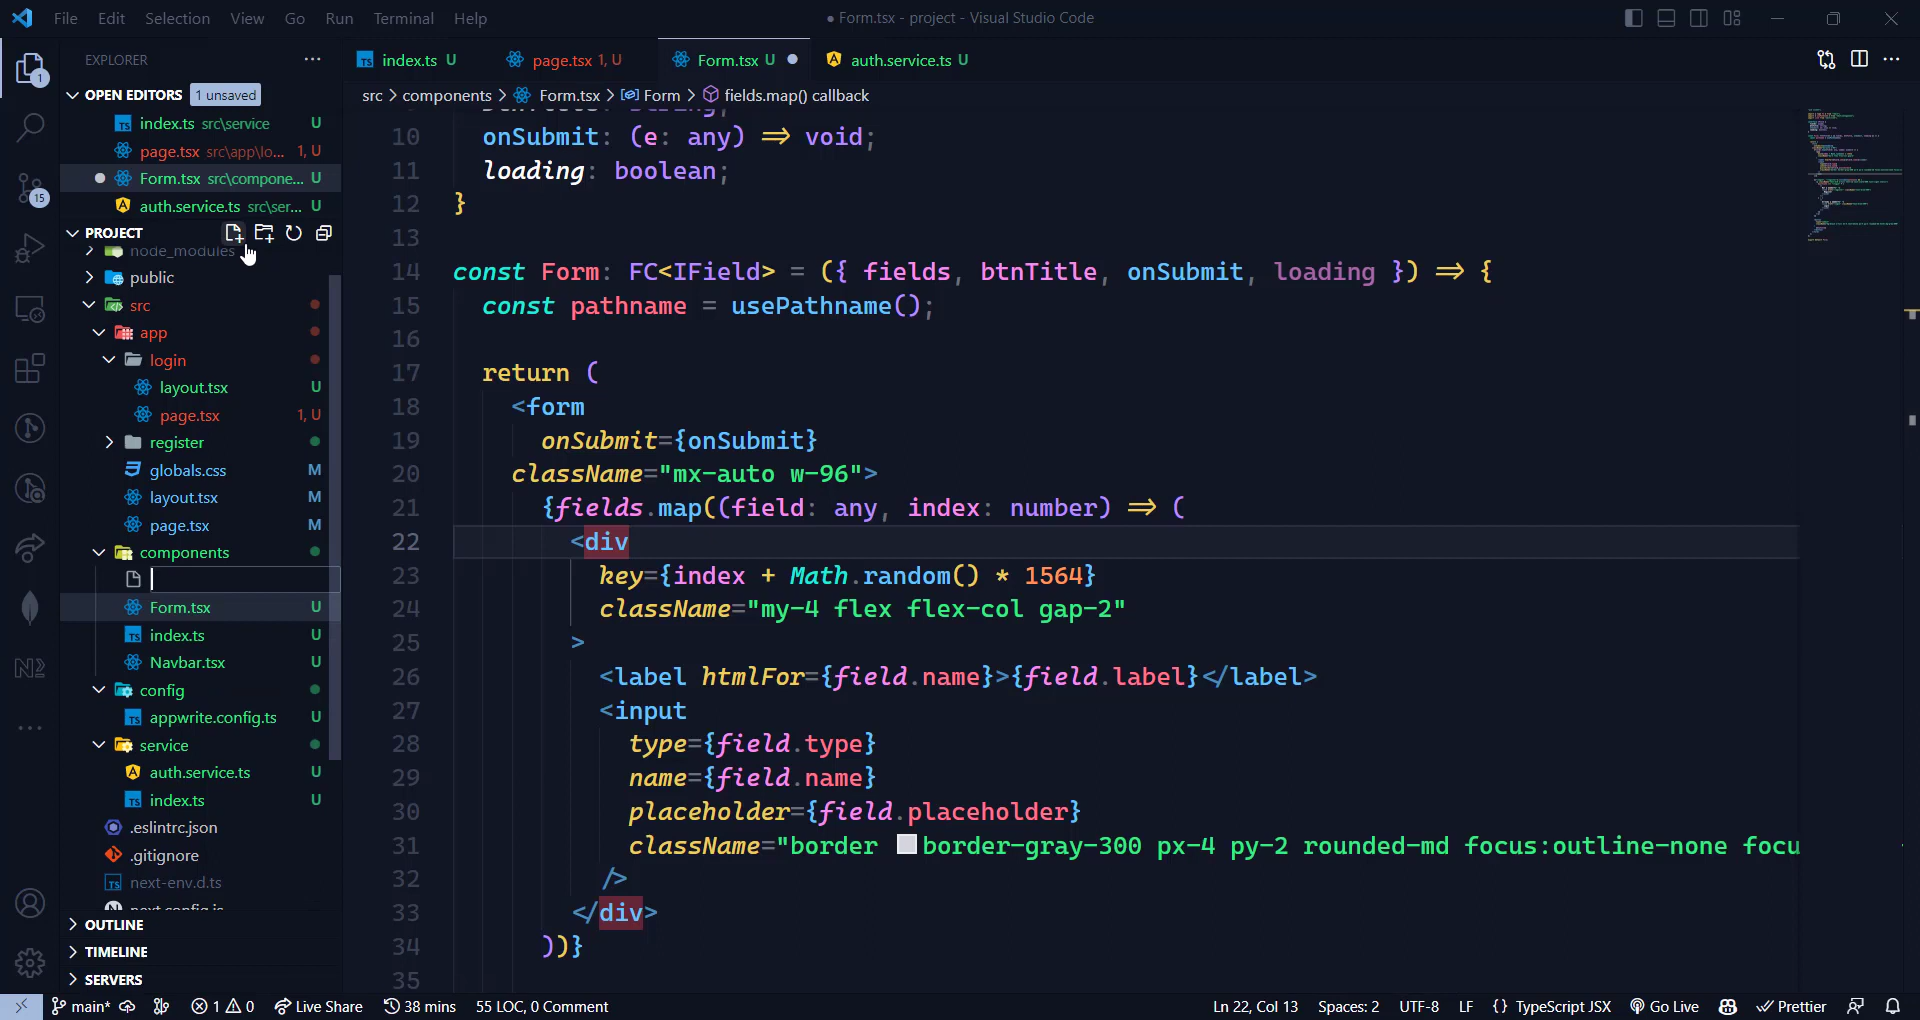 File Edit Selection View Go Run Terminal Help
● Form.tsx - project - Visual Studio Code
EXPLORER
OPEN EDITORS 1 unsaved
index.ts src\service U
page.tsx src\app\lo... 1, U
Form.tsx src\compone... U
auth.service.ts src\ser... U
PROJECT
node_modules
public
src
app
login
layout.tsx U
page.tsx 1, U
register
globals.css M
layout.tsx M
page.tsx M
components
Form.tsx U
index.ts U
Navbar.tsx U
config
appwrite.config.ts U
service
auth.service.ts U
index.ts U
.eslintrc.json
.gitignore
next-env.d.ts
next.config.js
OUTLINE
TIMELINE
SERVERS
1
15
index.ts U
page.tsx 1, U
Form.tsx U
auth.service.ts U
src > components > Form.tsx > Form > fields.map() callback
10 onSubmit: (e: any) => void;
11 loading: boolean;
12 }
13
14 const Form: FC<IField> = ({ fields, btnTitle, onSubmit, loading }) => {
15 const pathname = usePathname();
16
17 return (
18 <form
19 onSubmit={onSubmit}
20 className="mx-auto w-96">
21 {fields.map((field: any, index: number) => (
22 <div
23 key={index + Math.random() * 1564}
24 className="my-4 flex flex-col gap-2"
25 >
26 <label htmlFor={field.name}>{field.label}</label>
27 <input
28 type={field.type}
29 name={field.name}
30 placeholder={field.placeholder}
31 className="border border-gray-300 px-4 py-2 rounded-md focus:outline-none focu
32 />
33 </div>
34 ))}
35
main* 1 0 Live Share 38 mins 55 LOC, 0 Comment
Ln 22, Col 13 Spaces: 2 UTF-8 LF {} TypeScript JSX Go Live Prettier